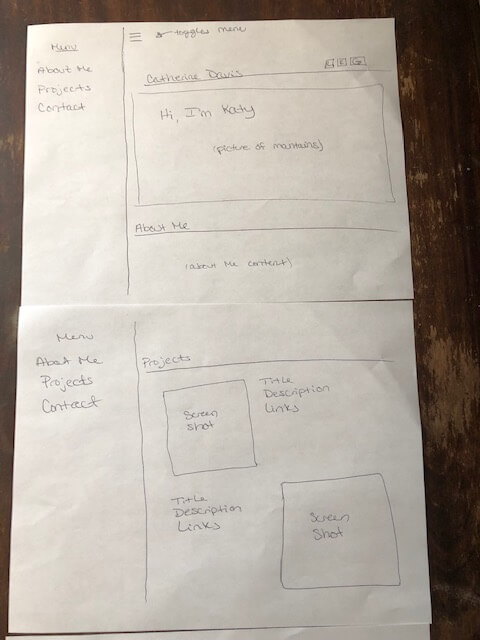 Menu
About Me
Projects
Contact
toggles menu
Catherine Davis
Hi, I'm Katy
(picture of mantains)
About Me
(about me content)
Menu
About Me
Projects
Contact
Projects
Screen
shot
Title
Description
Links
Title
Description
Links
Screen
Shot